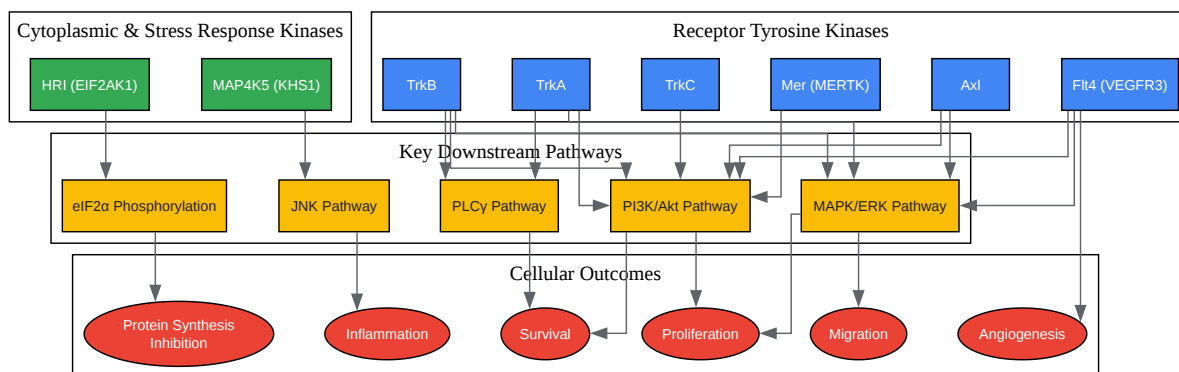 Cytoplasmic & Stress Response Kinases
Receptor Tyrosine Kinases
HRI (EIF2AK1)
MAP4K5 (KHS1)
TrkB
TrkA
TrkC
Mer (MERTK)
Axl
Flt4 (VEGFR3)
Key Downstream Pathways
eIF2α Phosphorylation
JNK Pathway
PLCγ Pathway
PI3K/Akt Pathway
MAPK/ERK Pathway
Cellular Outcomes
Protein Synthesis
Inhibition
Inflammation
Survival
Proliferation
Migration
Angiogenesis